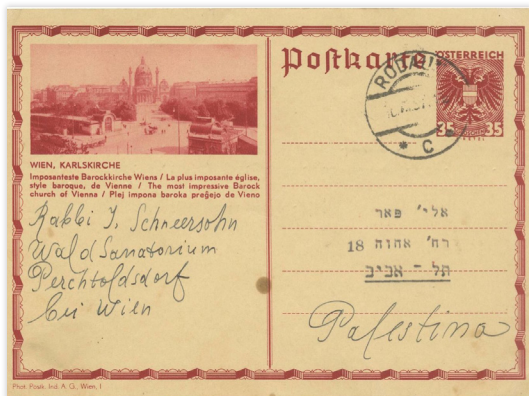 Postkarte
ÖSTERREICH
35 35
C
WIEN, KARLSKIRCHE
Imposanteste Barockkirche Wiens / La plus imposante église,
style baroque, de Vienne / The most impressive Barock
church of Vienna / Plej impona baroka preĝejo de Vieno
Rabbi J. Schneersohn
Wald Sanatorium
Perchtoldsdorf
bei Wien
אלי' פאר
רח' אחוה 18
תל - אביב
Palestina
Phot. Postk. Ind. A. G., Wien, I